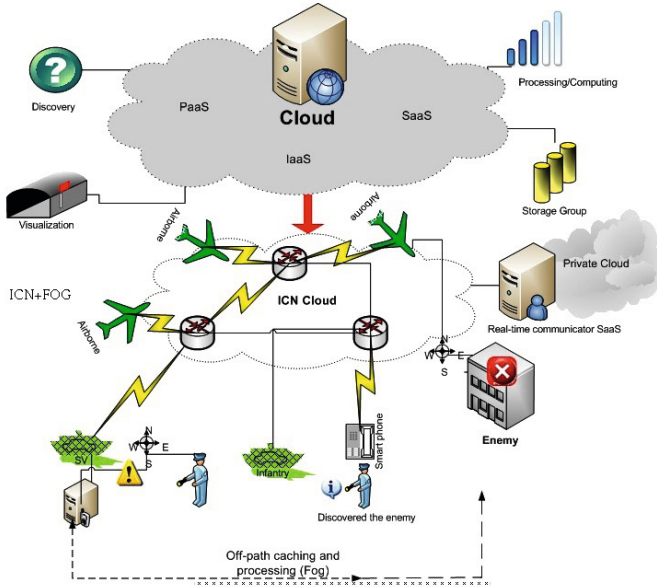 Discovery
PaaS
Cloud
SaaS
IaaS
Processing/Computing
Visualization
Storage Group
Airborne
Airborne
Private Cloud
ICN Cloud
ICN+FOG
Airborne
Real-time communicator SaaS
N
W E
S
Enemy
SV
N
W E
S
Infantry
Smart phone
Discovered the enemy
Off-path caching and
processing (Fog)